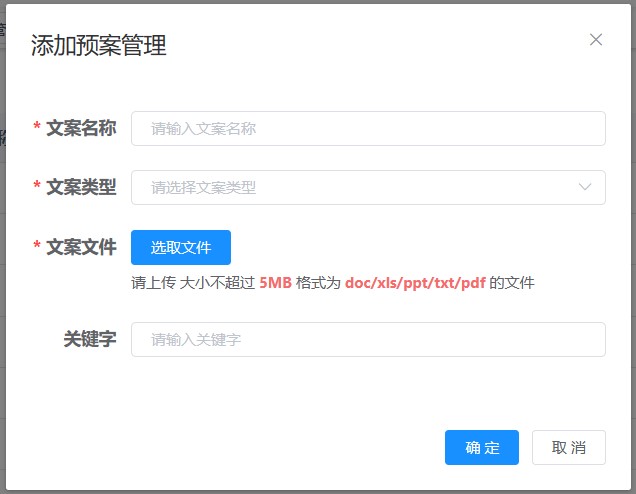 添加预案管理
* 文案名称 请输入文案名称
* 文案类型 请选择文案类型
* 文案文件 选取文件
请上传 大小不超过 5MB 格式为 doc/xls/ppt/txt/pdf 的文件
关键字 请输入关键字
确 定 取 消